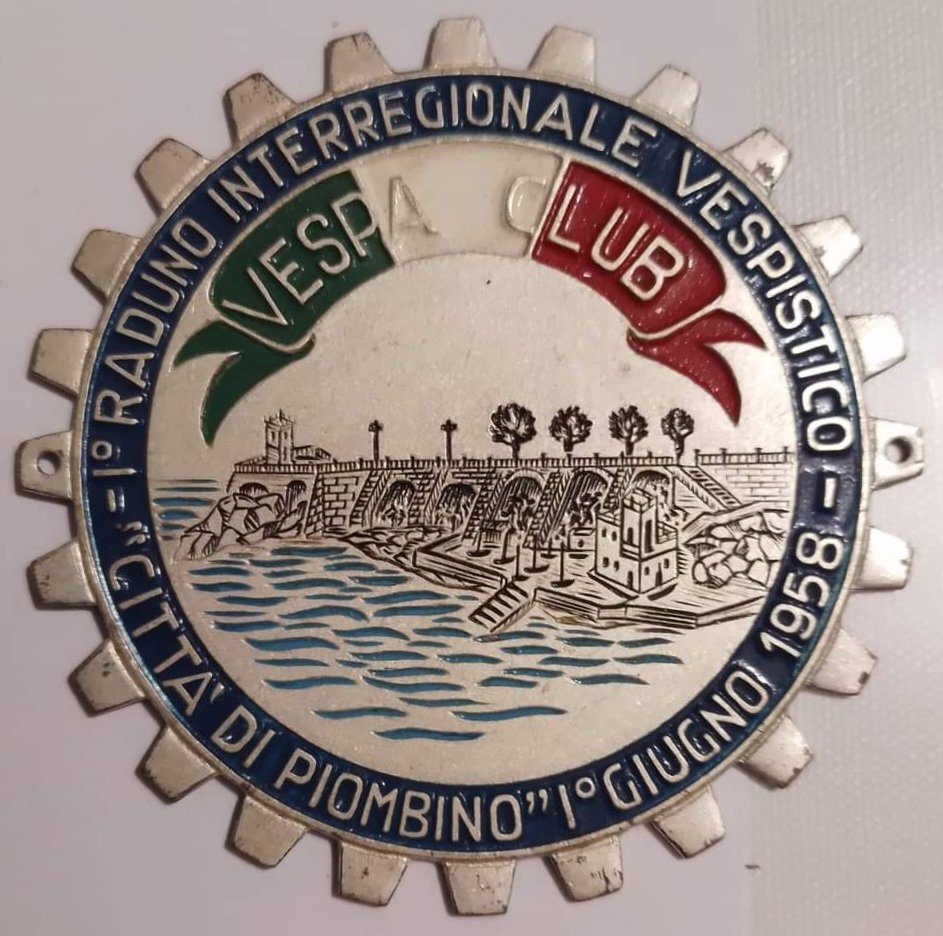 1° RADUNO INTERREGIONALE VESPISTICO - 1° GIUGNO 1958 - "CITTA' DI PIOMBINO"
VESPA CLUB